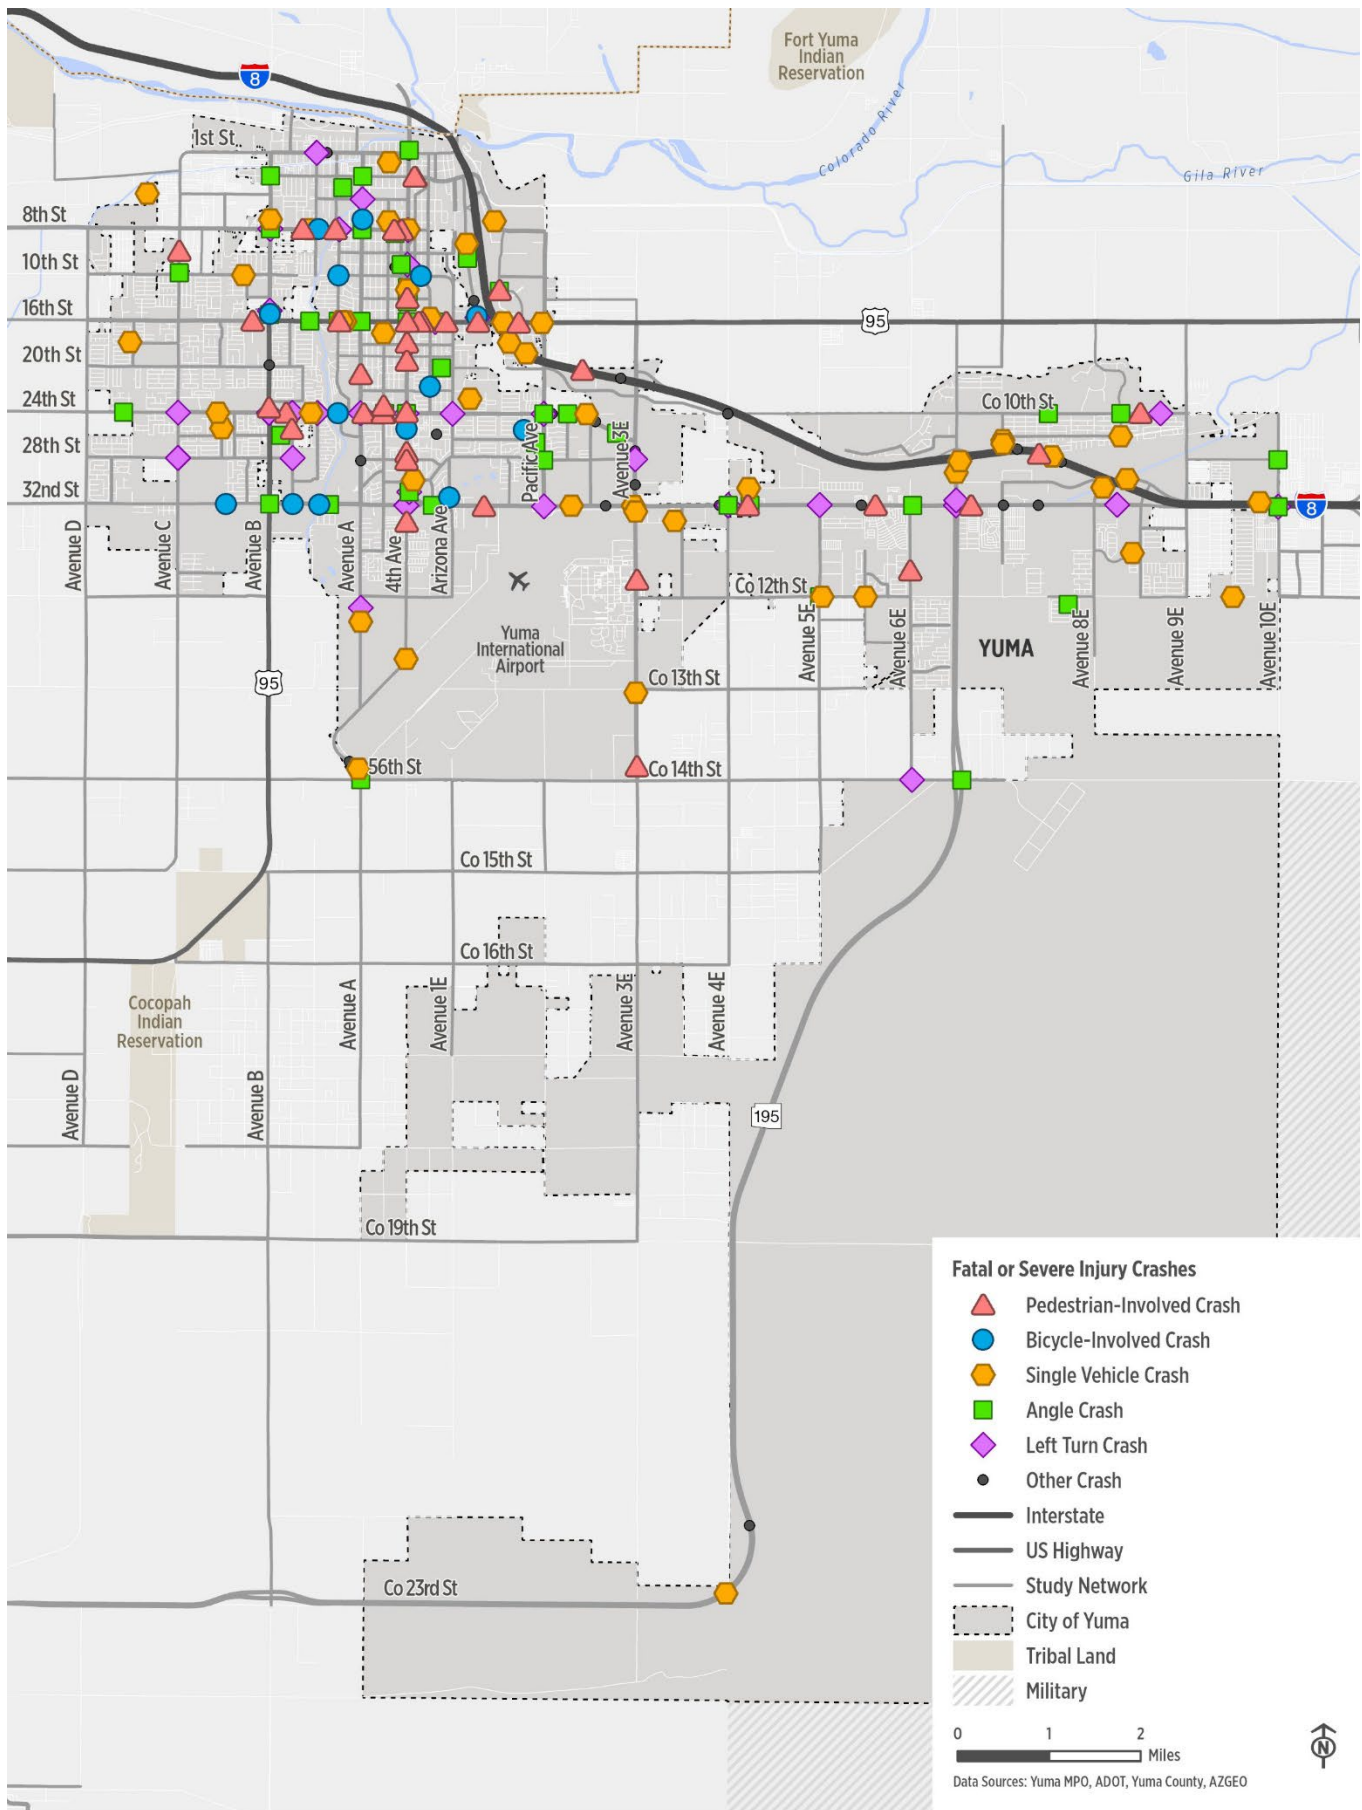 Fort Yuma
Indian
Reservation
8
Colorado River
Gila River
1st St
8th St
10th St
16th St
95
20th St
24th St
Co 10th St
28th St
32nd St
8
Avenue D
Avenue C
Avenue B
Avenue A
4th Ave
Arizona Ave
Pacific Ave
Avenue 3E
Co 12th St
Avenue 5E
Avenue 6E
YUMA
Avenue 8E
Avenue 9E
Avenue 10E
Yuma
International
Airport
95
Co 13th St
56th St
Co 14th St
Co 15th St
Co 16th St
Cocopah
Indian
Reservation
Avenue A
Avenue 1E
Avenue 3E
Avenue 4E
Avenue D
Avenue B
195
Co 19th St
Co 23rd St
Fatal or Severe Injury Crashes
Pedestrian-Involved Crash
Bicycle-Involved Crash
Single Vehicle Crash
Angle Crash
Left Turn Crash
Other Crash
Interstate
US Highway
Study Network
City of Yuma
Tribal Land
Military
0 1 2
Miles
N
Data Sources: Yuma MPO, ADOT, Yuma County, AZGEO